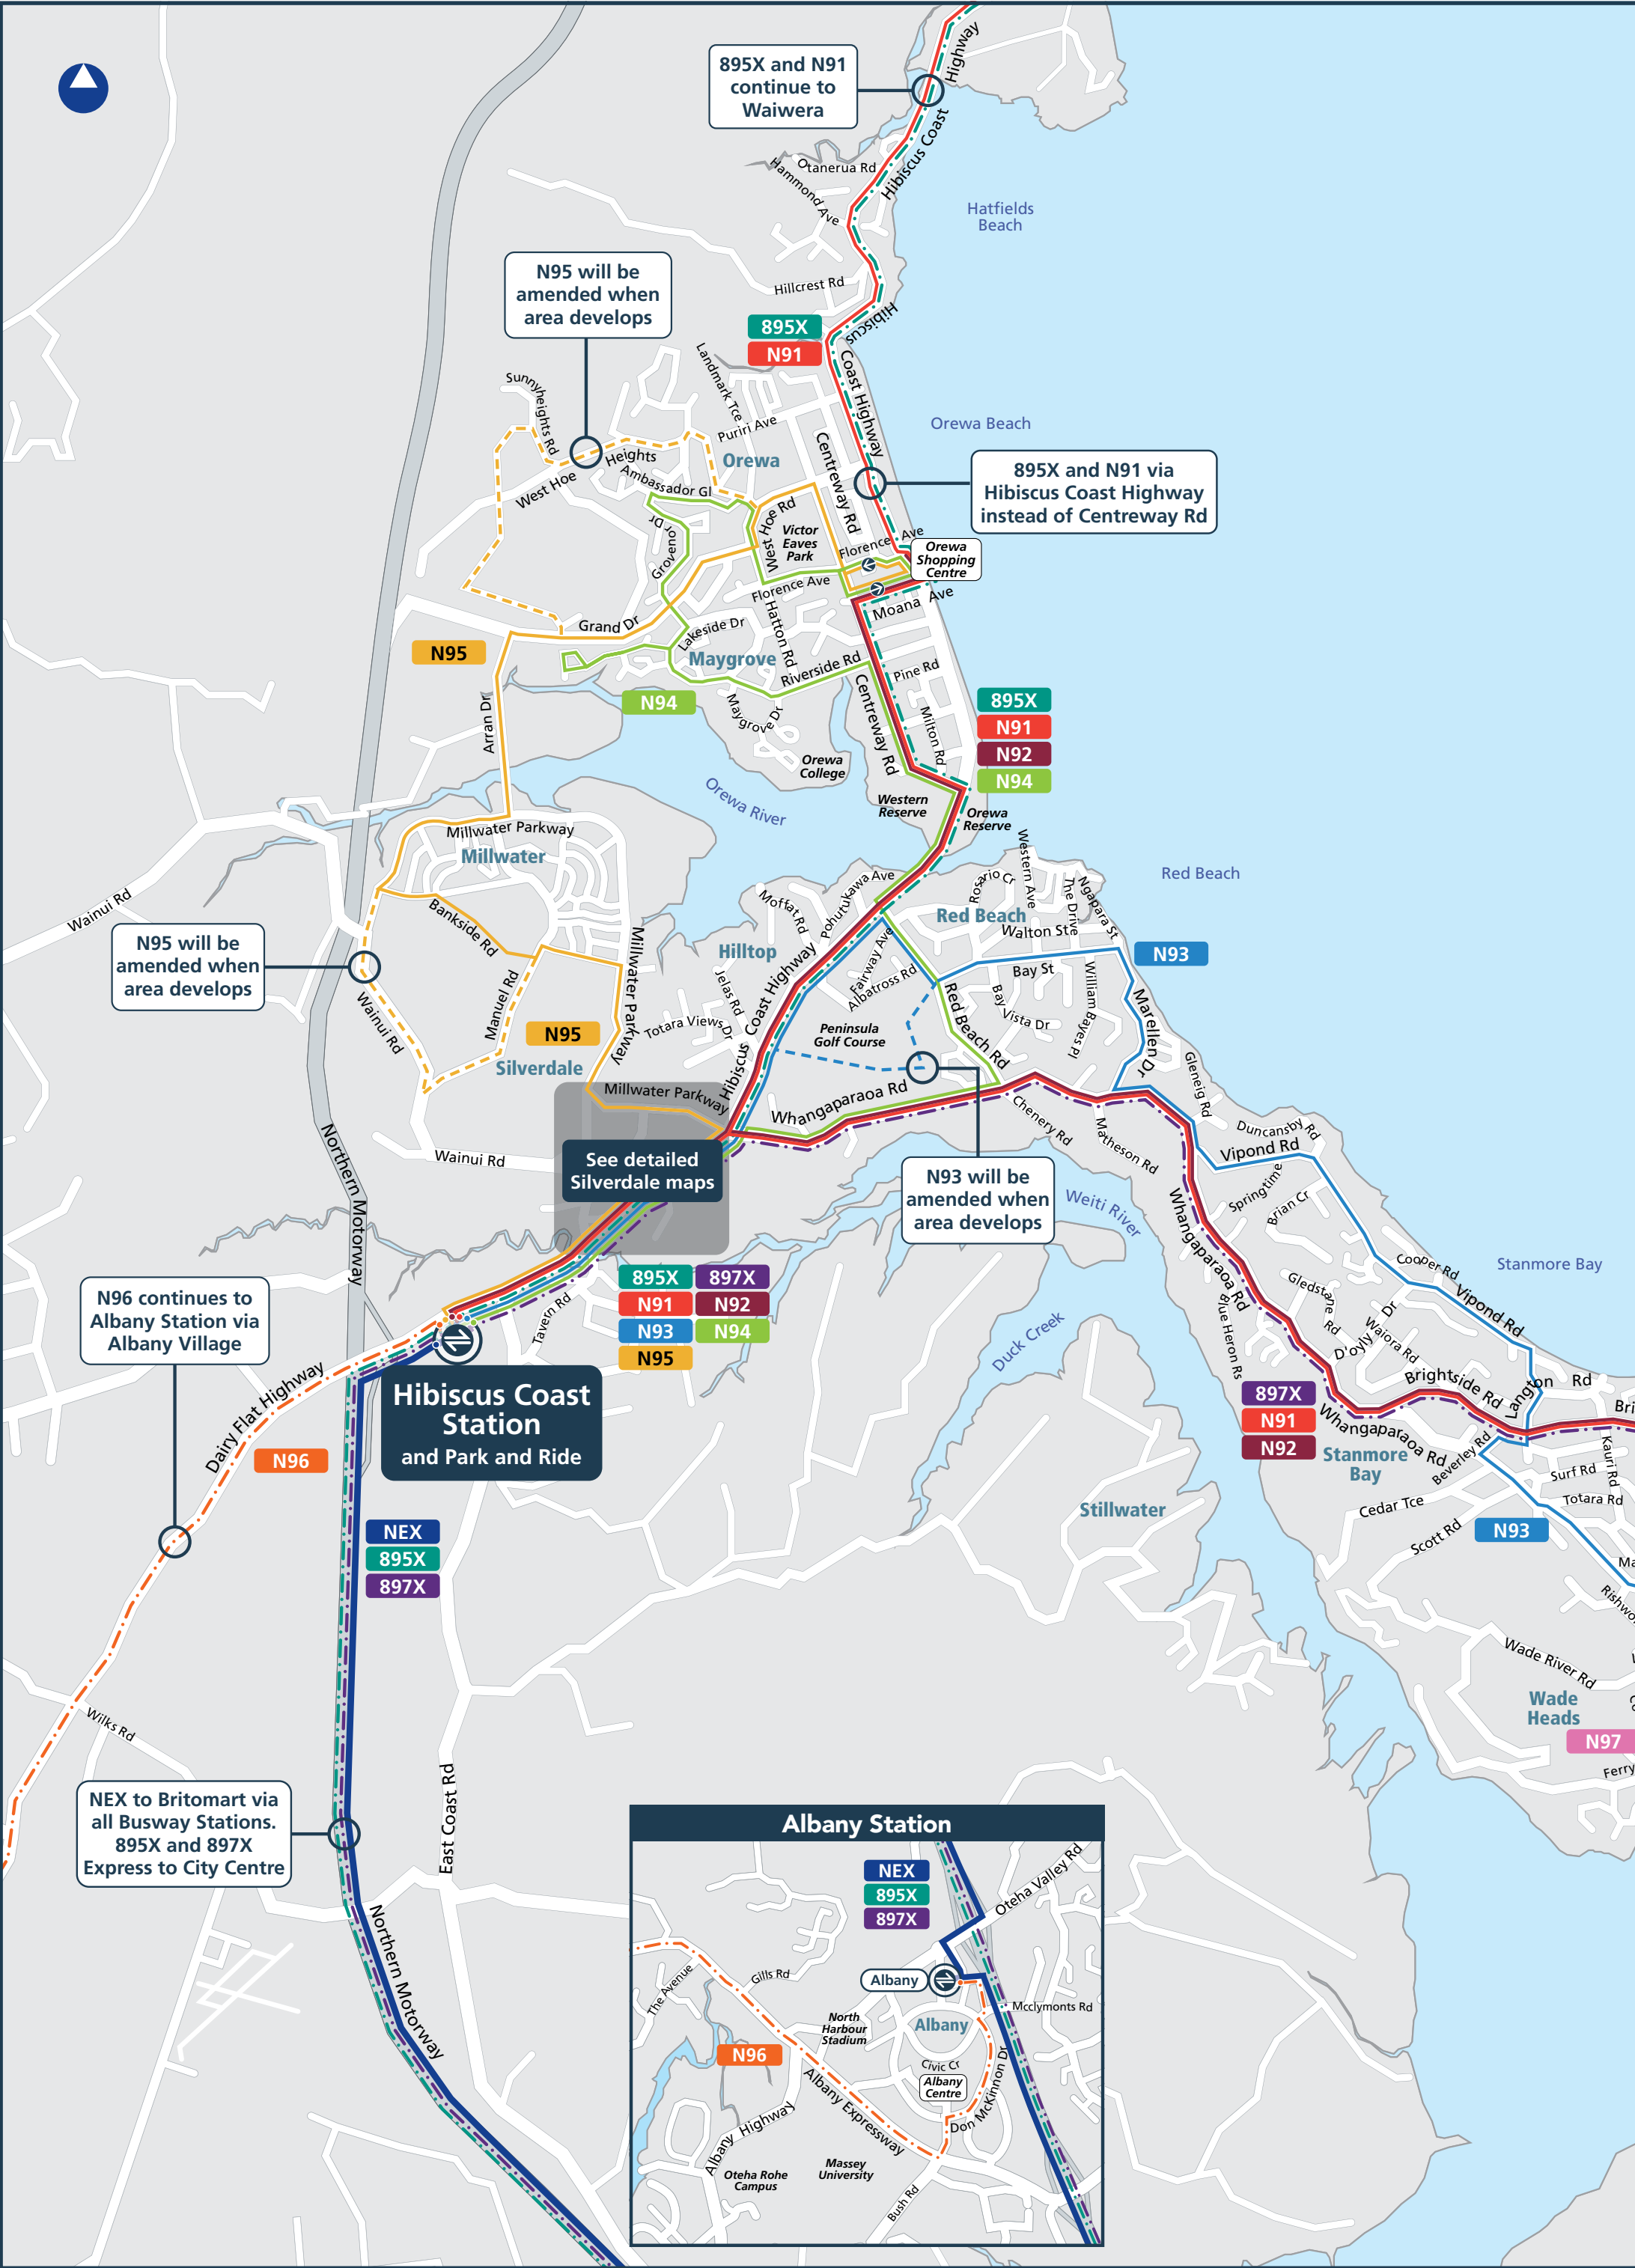 895X and N91
continue to
Waiwera
Highway
Hibiscus Coast
Otanerua Rd
Hammond Ave
Hatfields
Beach
N95 will be
amended when
area develops
Hillcrest Rd
Hibiscus
Coast Highway
895X
N91
Landmark Tce
Sunnyheights Rd
Puriri Ave
Orewa Beach
Centreway Rd
Orewa
Heights
West Hoe
Ambassador Gl
895X and N91 via
Hibiscus Coast Highway
instead of Centreway Rd
West Hoe Rd
Victor
Eaves
Park
Grovenor Dr
Florence Ave
Orewa
Shopping
Centre
Florence Ave
Moana Ave
Hatton Rd
Grand Dr
Lakeside Dr
N95
Maygrove
Riverside Rd
Pine Rd
N94
Arran Dr
Maygrove Dr
Centreway Rd
Milton Rd
895X
N91
N92
N94
Orewa
College
Orewa River
Western
Reserve
Orewa
Reserve
Millwater Parkway
Millwater
Wainui Rd
Bankside Rd
Moffat Rd
Pohutukawa Ave
Rosario Cr
Western Ave
The Drive
Ngapara St
Red Beach
Red Beach
Walton St
N93
N95 will be
amended when
area develops
Hilltop
Millwater Parkway
Fairway Ave
Albatross Rd
Bay St
Jelas Rd
Manuel Rd
Wainui Rd
Totara Views Dr
Hibiscus Coast Highway
Peninsula
Golf Course
Red Beach Rd
Bay Vista Dr
William Bayes Pl
Marellen Dr
N95
Silverdale
Millwater Parkway
Whangaparaoa Rd
Gleneig Rd
Chenery Rd
Matheson Rd
Duncansby Rd
Vipond Rd
Northern Motorway
Wainui Rd
See detailed
Silverdale maps
N93 will be
amended when
area develops
Weiti River
Springtime
Brian Cr
Whangaparaoa Rd
Cooper Rd
Stanmore Bay
Vipond Rd
895X
897X
N91
N92
N93
N94
N95
Tavern Rd
Duck Creek
Gledstane Rd
Blue Heron Rs
D'oyly Dr
Waiora Rd
N96 continues to
Albany Station via
Albany Village
Dairy Flat Highway
Hibiscus Coast
Station
and Park and Ride
N96
897X
N91
N92
Brightside Rd
Langton Rd
Bri
Whangaparaoa Rd
Stanmore
Bay
Beverley Rd
Kauri Rd
Surf Rd
Totara Rd
Cedar Tce
Scott Rd
N93
Stillwater
NEX
895X
897X
Ma
Rishwo
Wade River Rd
Wade
Heads
N97
Ferry
Wilks Rd
East Coast Rd
NEX to Britomart via
all Busway Stations.
895X and 897X
Express to City Centre
Northern Motorway
Albany Station
NEX
895X
897X
Oteha Valley Rd
The Avenue
Gills Rd
Albany
Mcclymonts Rd
North
Harbour
Stadium
Albany
N96
Civic Cr
Albany
Centre
Don McKinnon Dr
Albany Expressway
Albany Highway
Oteha Rohe
Campus
Massey
University
Bush Rd